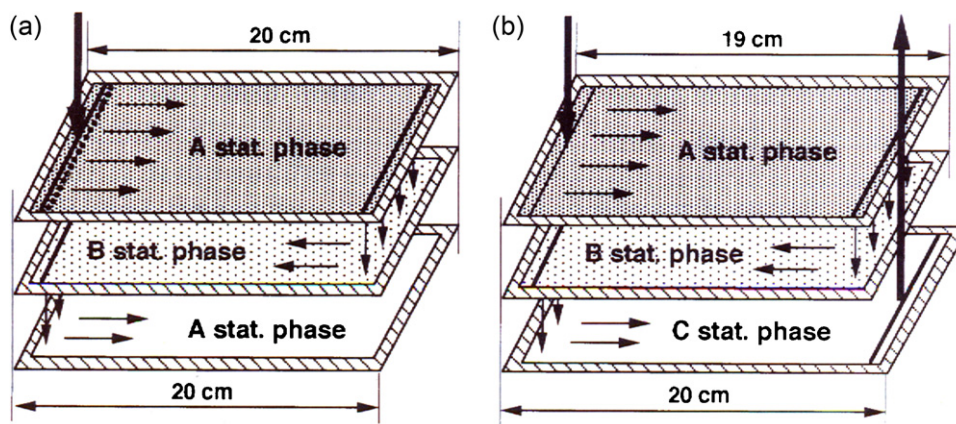 (a)
20 cm
A stat. phase
B stat. phase
A stat. phase
20 cm
(b)
19 cm
A stat. phase
B stat. phase
C stat. phase
20 cm